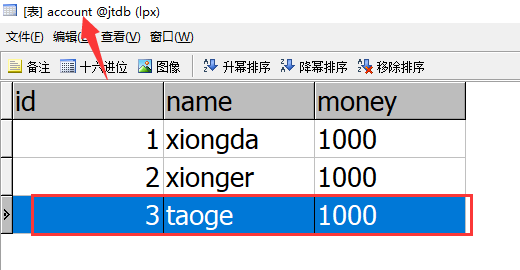 [表] account @jtdb (lpx)
文件(F) 编辑(E) 查看(V) 窗口(W)
备注 十六进位 图像 升幂排序 降幂排序 移除排序
id name money
1 xiongda 1000
2 xionger 1000
3 taoge 1000